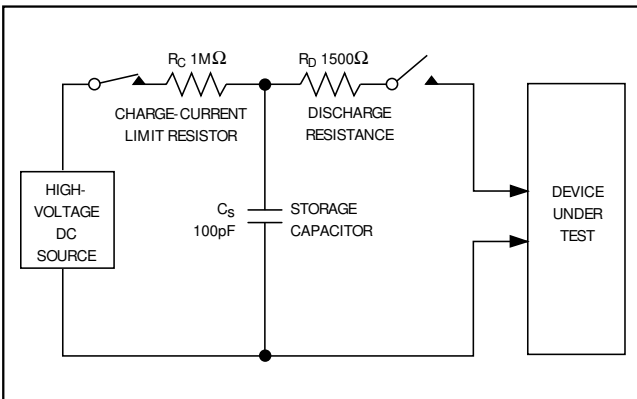 R_C 1MΩ
CHARGE-CURRENT
LIMIT RESISTOR
R_D 1500Ω
DISCHARGE
RESISTANCE
HIGH-
VOLTAGE
DC
SOURCE
C_S
100pF
STORAGE
CAPACITOR
DEVICE
UNDER
TEST